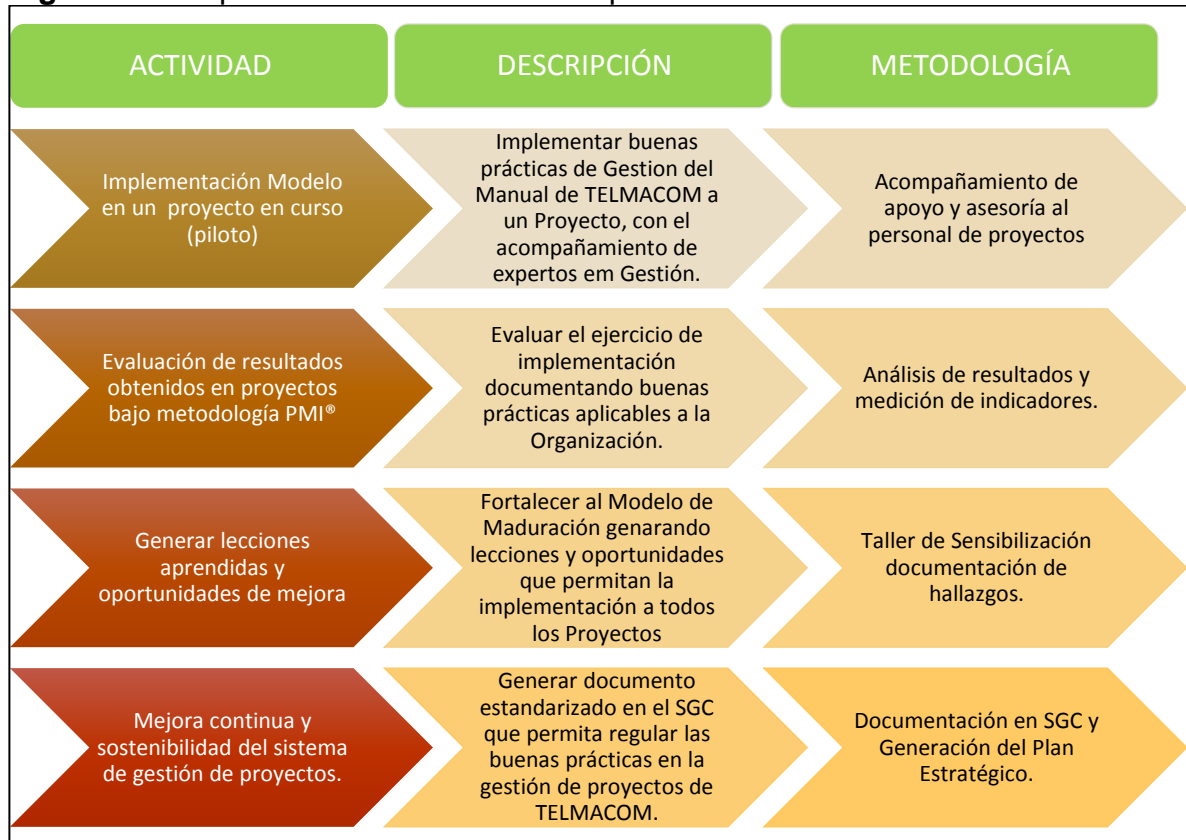 ACTIVIDAD
DESCRIPCIÓN
METODOLOGÍA
Implementación Modelo
en un proyecto en curso
(piloto)
Implementar buenas
prácticas de Gestion del
Manual de TELMACOM a
un Proyecto, con el
acompañamiento de
expertos em Gestión.
Acompañamiento de
apoyo y asesoría al
personal de proyectos
Evaluación de resultados
obtenidos en proyectos
bajo metodología PMI®
Evaluar el ejercicio de
implementación
documentando buenas
prácticas aplicables a la
Organización.
Análisis de resultados y
medición de indicadores.
Generar lecciones
aprendidas y
oportunidades de mejora
Fortalecer al Modelo de
Maduración genarando
lecciones y oportunidades
que permitan la
implementación a todos
los Proyectos
Taller de Sensibilización
documentación de
hallazgos.
Mejora continua y
sostenibilidad del sistema
de gestión de proyectos.
Generar documento
estandarizado en el SGC
que permita regular las
buenas prácticas en la
gestión de proyectos de
TELMACOM.
Documentación en SGC y
Generación del Plan
Estratégico.